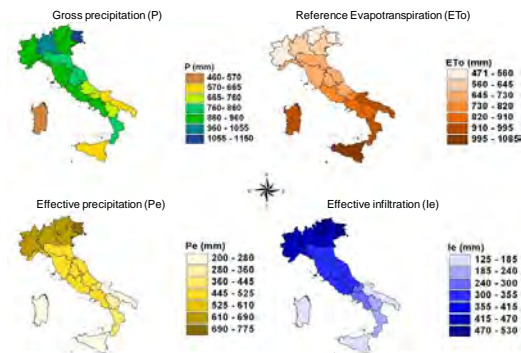 Gross precipitation (P)
P (mm)
460 - 570
570 - 665
665 - 760
760 - 860
860 - 960
960 - 1055
1055 - 1150
Reference Evapotranspiration (ETo)
ETo (mm)
471 - 560
560 - 645
645 - 730
730 - 820
820 - 910
910 - 995
995 - 1085
Effective precipitation (Pe)
Pe (mm)
200 - 280
280 - 360
360 - 445
445 - 525
525 - 610
610 - 690
690 - 775
Effective infiltration (Ie)
Ie (mm)
125 - 185
185 - 240
240 - 300
300 - 355
355 - 415
415 - 470
470 - 530